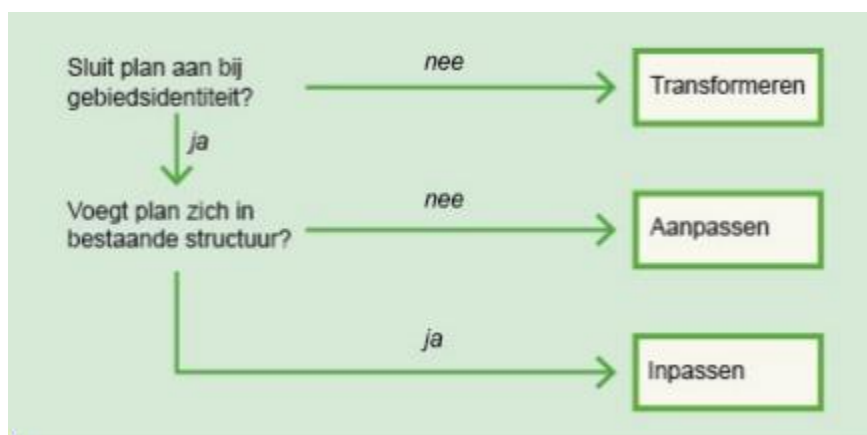 Sluit plan aan bij
gebiedsidentiteit?
nee
Transformeren
ja
Voegt plan zich in
bestaande structuur?
nee
Aanpassen
ja
Inpassen